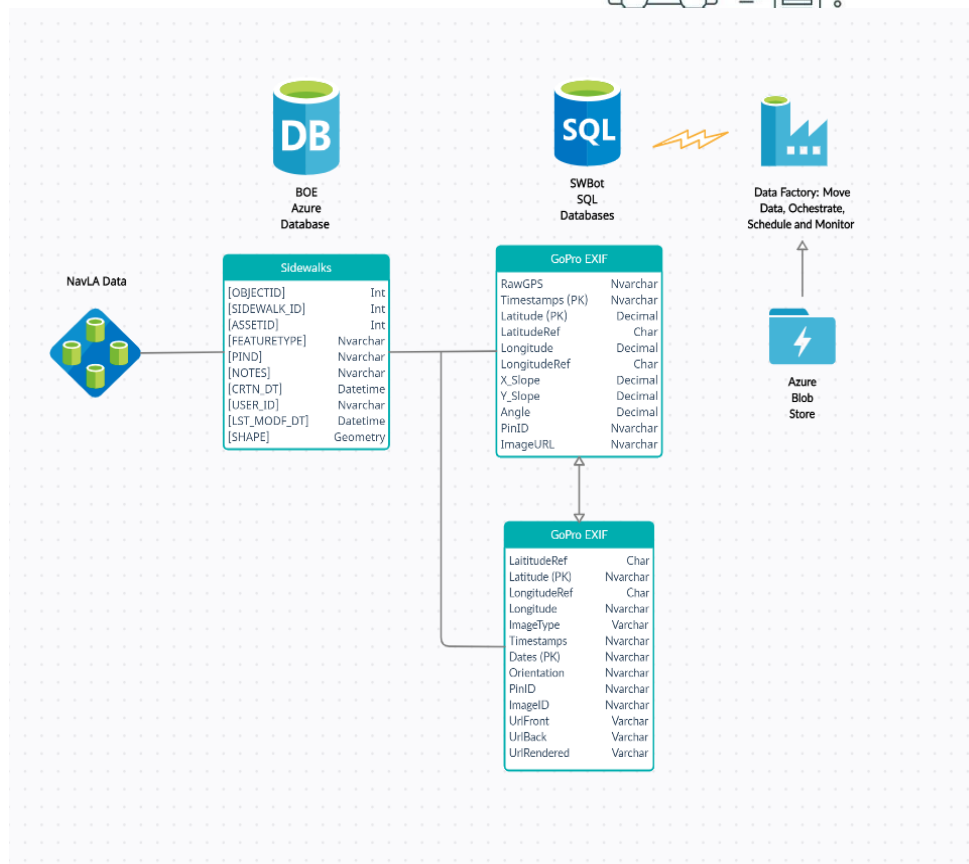 DB
BOE
Azure
Database
SQL
SWBot
SQL
Databases
Data Factory: Move
Data, Ochestrate,
Schedule and Monitor
NavLA Data
Sidewalks
[OBJECTID] Int
[SIDEWALK_ID] Int
[ASSETID] Int
[FEATURETYPE] Nvarchar
[PIND] Nvarchar
[NOTES] Nvarchar
[CRTN_DT] Datetime
[USER_ID] Nvarchar
[LST_MODF_DT] Datetime
[SHAPE] Geometry
GoPro EXIF
RawGPS Nvarchar
Timestamps (PK) Nvarchar
Latitude (PK) Decimal
LatitudeRef Char
Longitude Decimal
LongitudeRef Char
X_Slope Decimal
Y_Slope Decimal
Angle Decimal
PinID Nvarchar
ImageURL Nvarchar
Azure
Blob
Store
GoPro EXIF
LaititudeRef Char
Latitude (PK) Nvarchar
LongitudeRef Char
Longitude Nvarchar
ImageType Varchar
Timestamps Nvarchar
Dates (PK) Nvarchar
Orientation Nvarchar
PinID Nvarchar
ImageID Nvarchar
UrlFront Varchar
UrlBack Varchar
UrlRendered Varchar